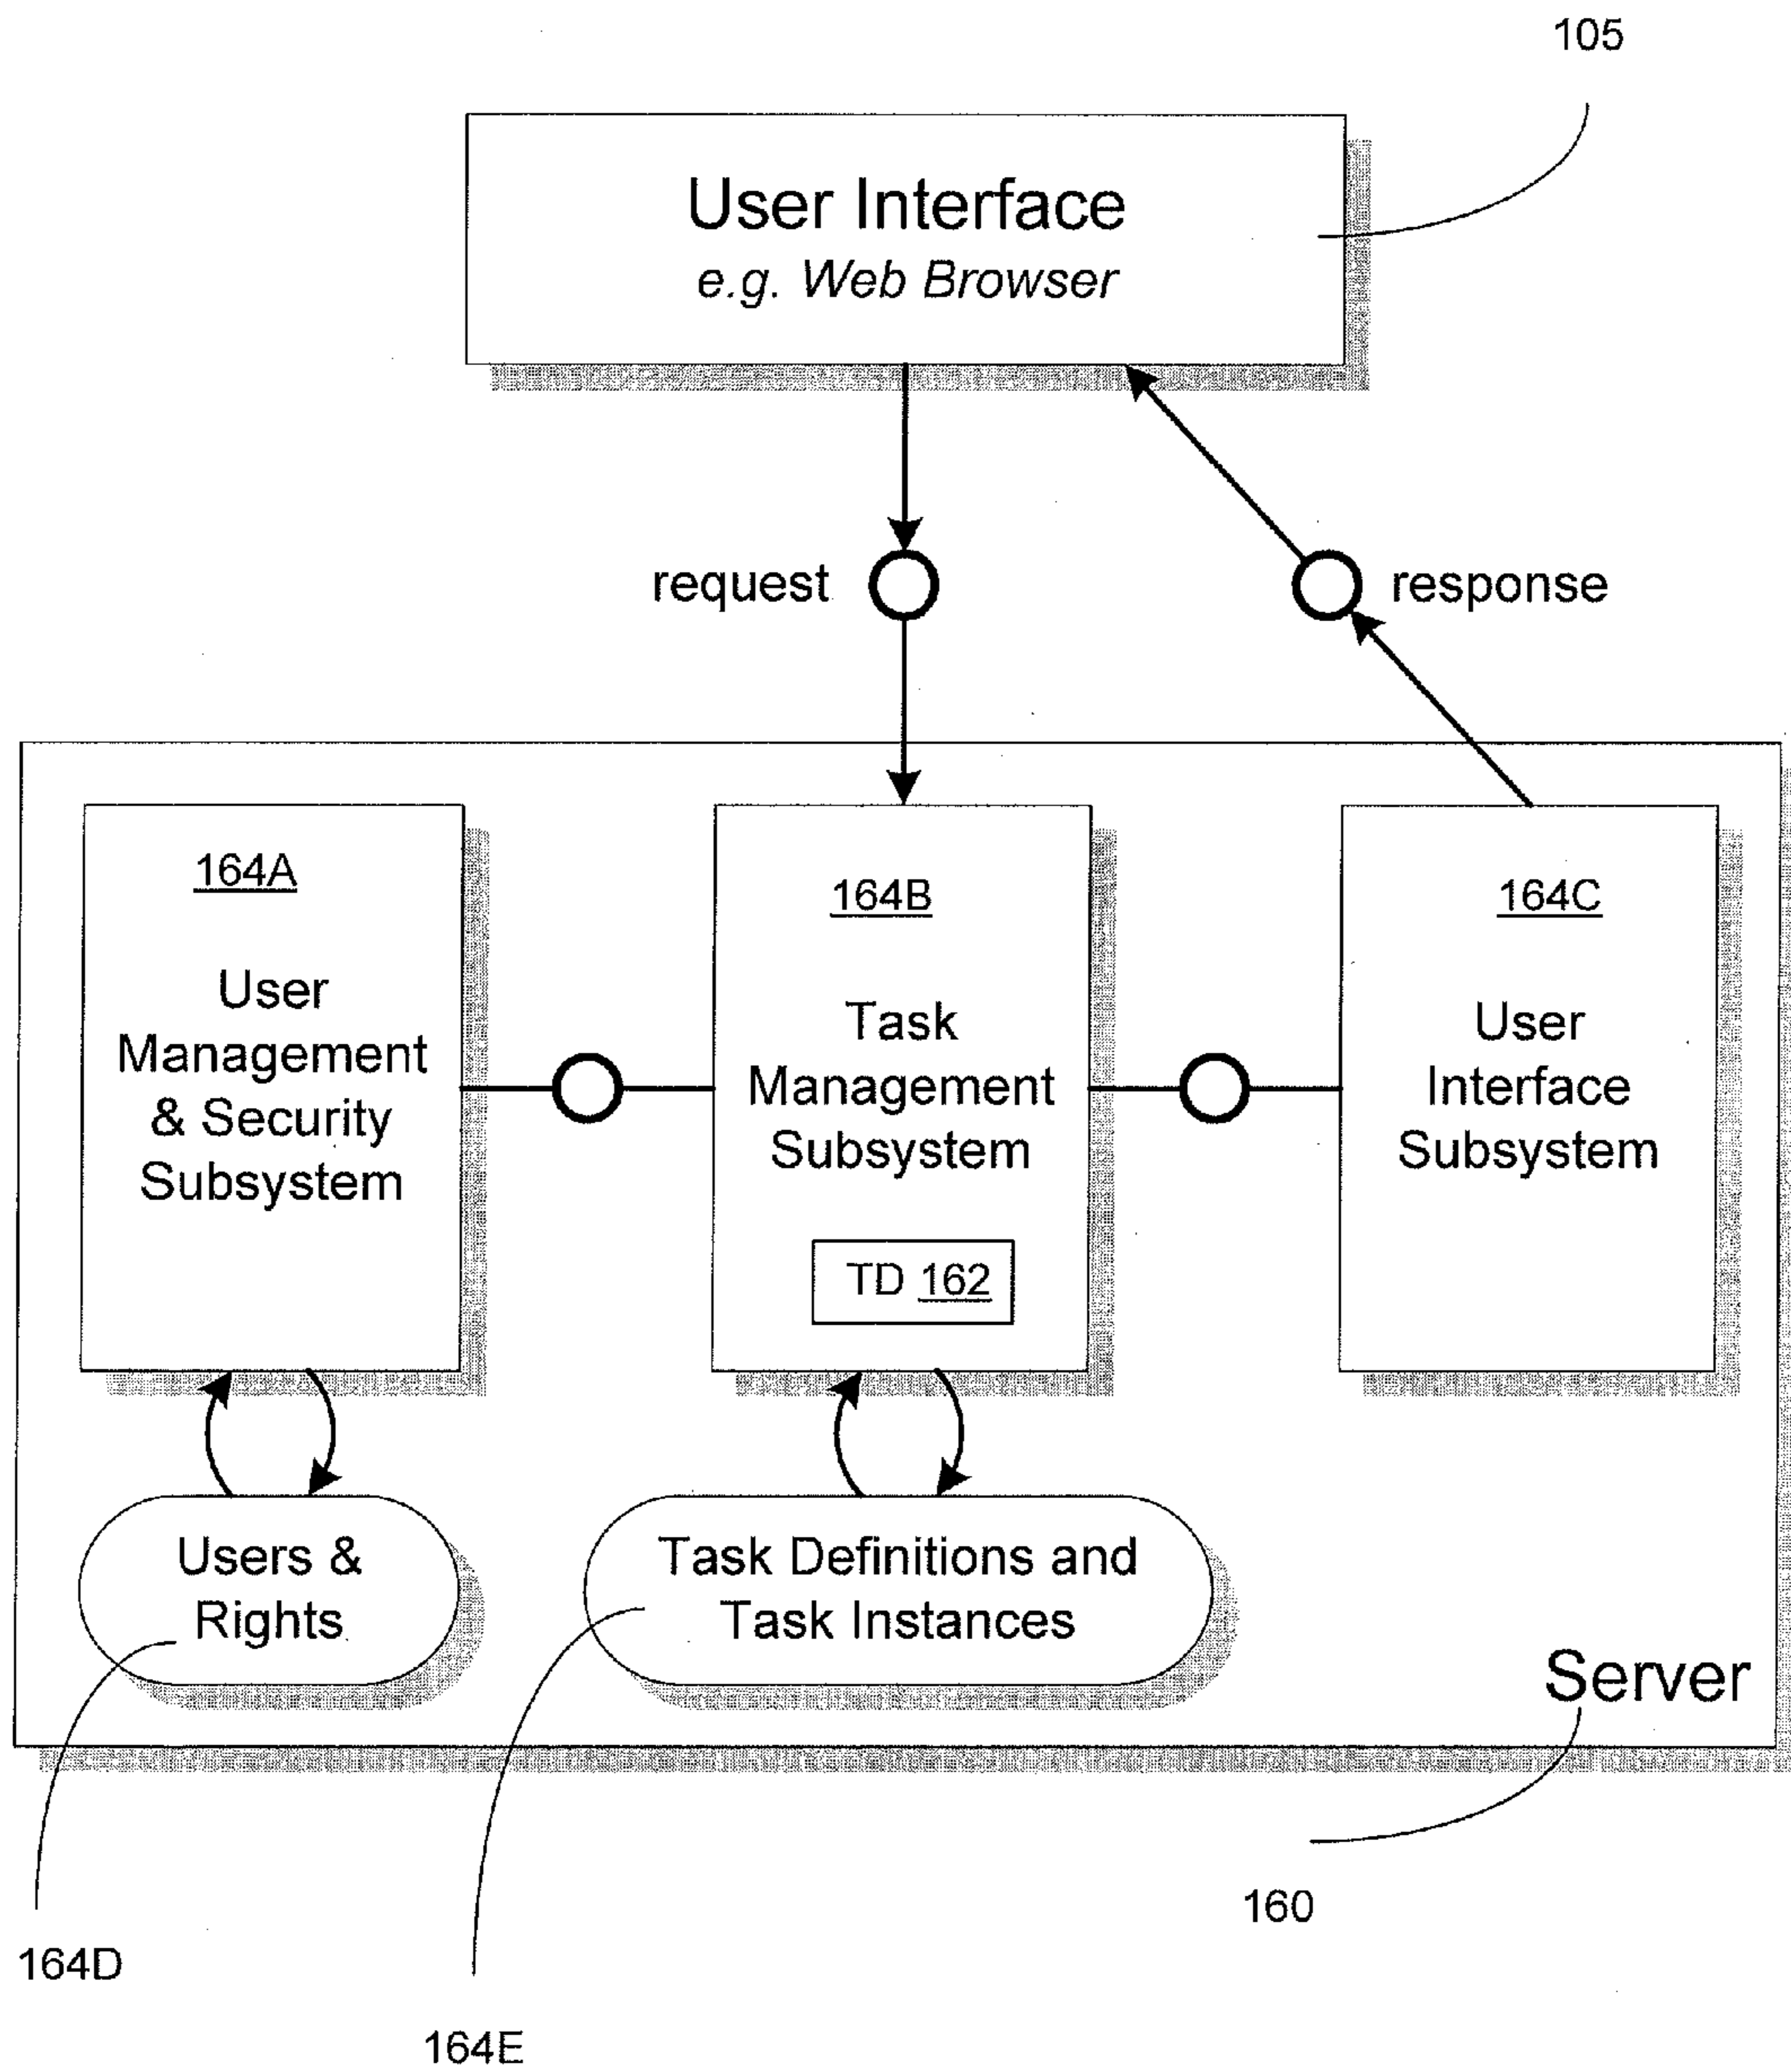 105
User Interface
e.g. Web Browser
request
response
164A
User
Management
& Security
Subsystem
164B
Task
Management
Subsystem
TD 162
164C
User
Interface
Subsystem
Users &
Rights
Task Definitions and
Task Instances
Server
160
164D
164E